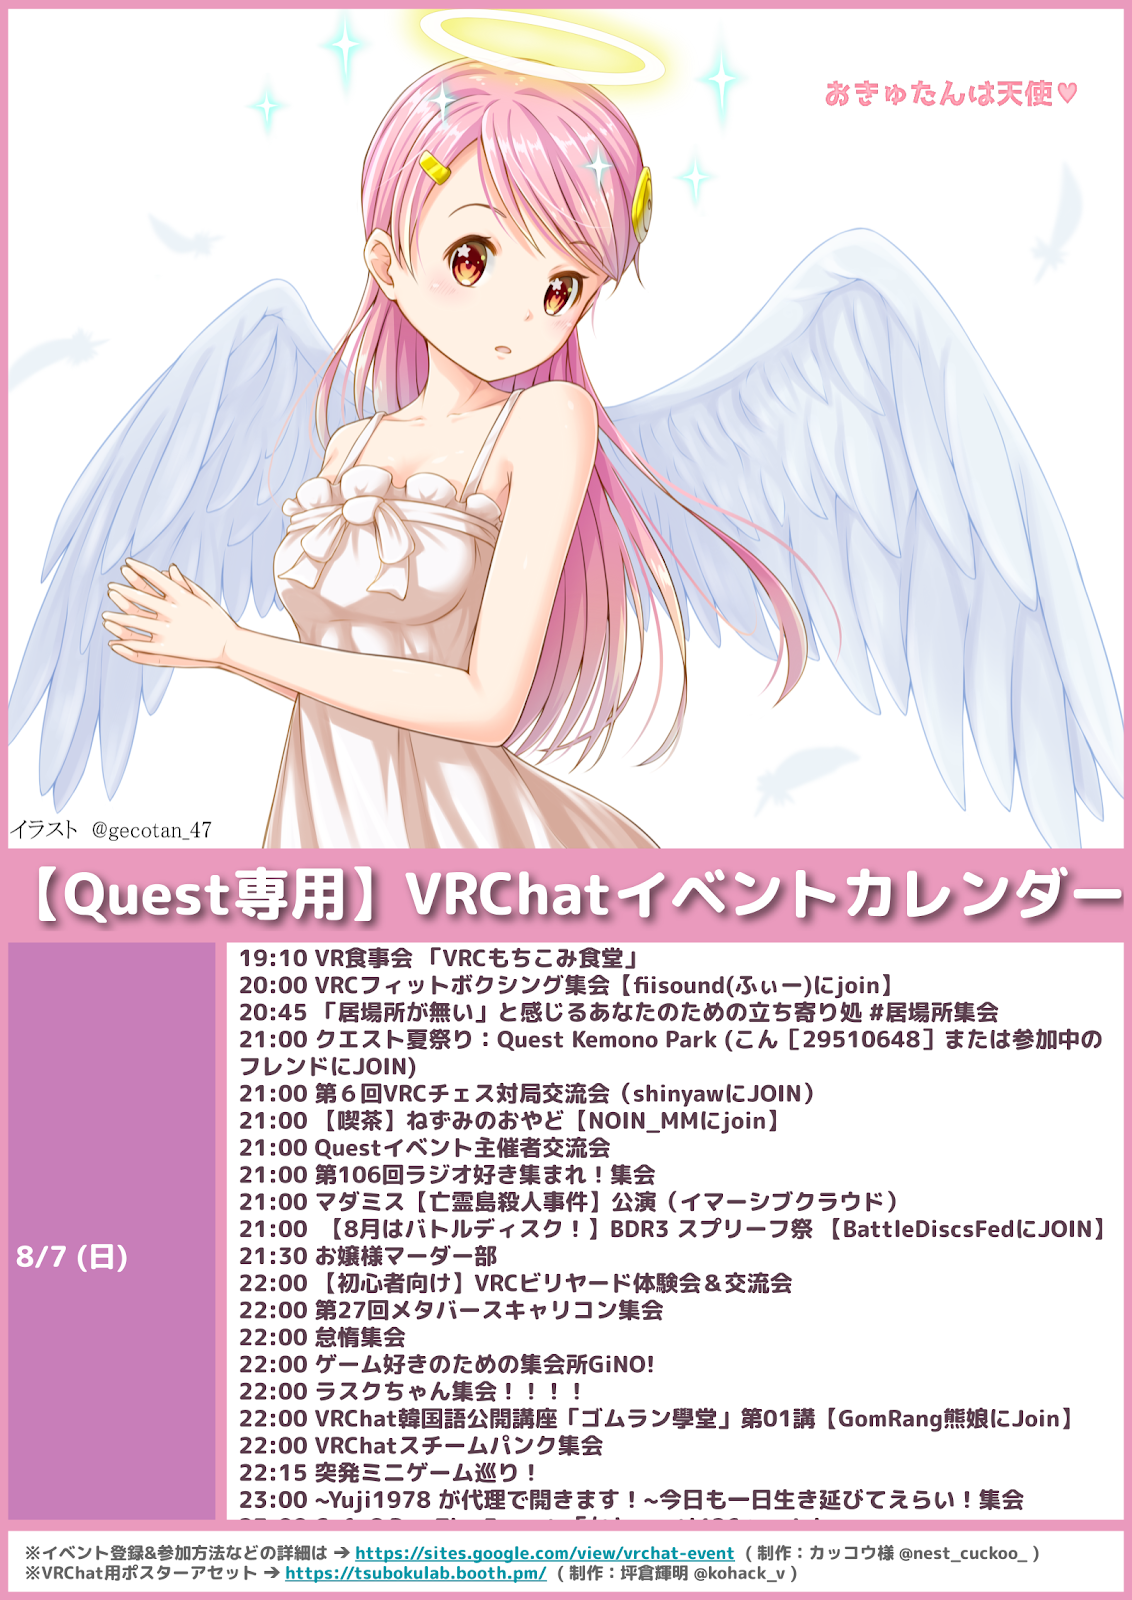 おきゅたんは天使♥
イラスト @gecotan_47
【Quest専用】VRChatイベントカレンダー
8/7 (日)
19:10 VR食事会 「VRCもちこみ食堂」
20:00 VRCフィットボクシング集会【fiisound(ふぃー)にjoin】
20:45 「居場所が無い」と感じるあなたのための立ち寄り処 #居場所集会
21:00 クエスト夏祭り：Quest Kemono Park (こん［29510648］または参加中の
フレンドにJOIN)
21:00 第６回VRCチェス対局交流会（shinyawにJOIN）
21:00 【喫茶】ねずみのおやど【NOIN_MMにjoin】
21:00 Questイベント主催者交流会
21:00 第106回ラジオ好き集まれ！集会
21:00 マダミス【亡霊島殺人事件】公演（イマーシブクラウド）
21:00 【8月はバトルディスク！】BDR3 スプリーフ祭 【BattleDiscsFedにJOIN】
21:30 お嬢様マーダー部
22:00 【初心者向け】VRCビリヤード体験会＆交流会
22:00 第27回メタバースキャリコン集会
22:00 怠惰集会
22:00 ゲーム好きのための集会所GiNO!
22:00 ラスクちゃん集会！！！！
22:00 VRChat韓国語公開講座「ゴムラン學堂」第01講【GomRang熊娘にJoin】
22:00 VRChatスチームパンク集会
22:15 突発ミニゲーム巡り！
23:00 ~Yuji1978 が代理で開きます！~今日も一日生き延びてえらい！集会
※イベント登録&参加方法などの詳細は ➔ https://sites.google.com/view/vrchat-event ( 制作：カッコウ様 @nest_cuckoo_ )
※VRChat用ポスターアセット ➔ https://tsubokulab.booth.pm/ ( 制作：坪倉輝明 @kohack_v )